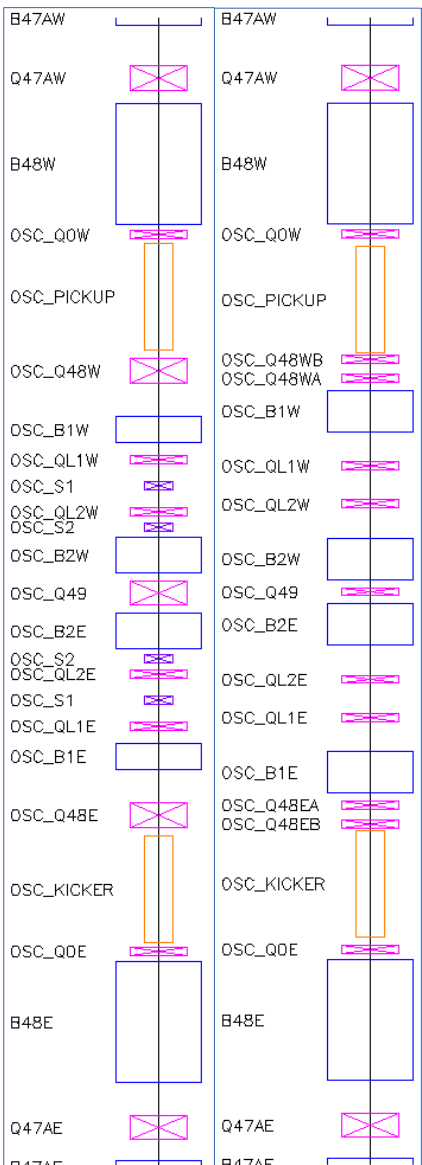 B47AW
Q47AW
B48W
OSC_Q0W
OSC_PICKUP
OSC_Q48W
OSC_B1W
OSC_QL1W
OSC_S1
OSC_QL2W
OSC_S2
OSC_B2W
OSC_Q49
OSC_B2E
OSC_S2
OSC_QL2E
OSC_S1
OSC_QL1E
OSC_B1E
OSC_Q48E
OSC_KICKER
OSC_Q0E
B48E
Q47AE
B47AE
B47AW
Q47AW
B48W
OSC_Q0W
OSC_PICKUP
OSC_Q48WB
OSC_Q48WA
OSC_B1W
OSC_QL1W
OSC_QL2W
OSC_B2W
OSC_Q49
OSC_B2E
OSC_QL2E
OSC_QL1E
OSC_B1E
OSC_Q48EA
OSC_Q48EB
OSC_KICKER
OSC_Q0E
B48E
Q47AE
B47AE